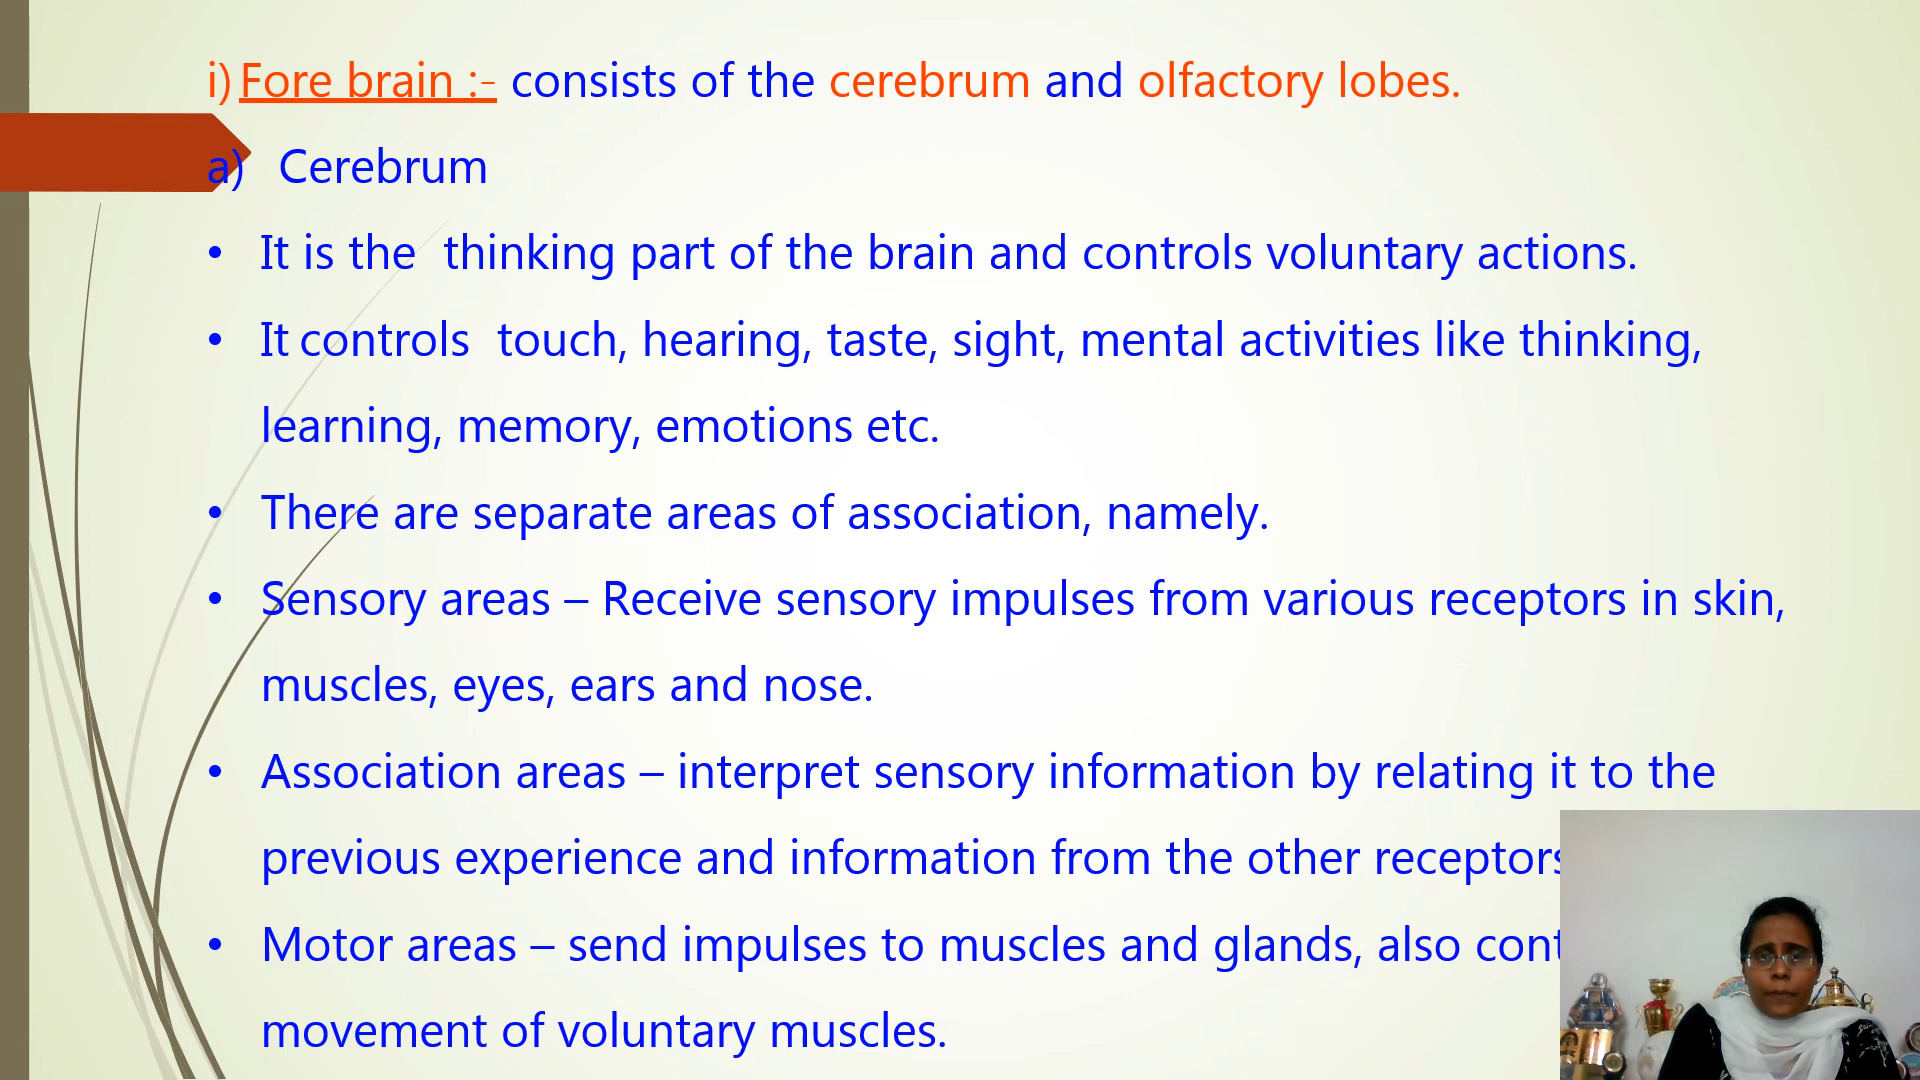 i) Fore brain :- consists of the cerebrum and olfactory lobes.
a) Cerebrum
• It is the thinking part of the brain and controls voluntary actions.
• It controls touch, hearing, taste, sight, mental activities like thinking,
learning, memory, emotions etc.
• There are separate areas of association, namely.
• Sensory areas – Receive sensory impulses from various receptors in skin,
muscles, eyes, ears and nose.
• Association areas – interpret sensory information by relating it to the
previous experience and information from the other receptors
• Motor areas – send impulses to muscles and glands, also
movement of voluntary muscles.